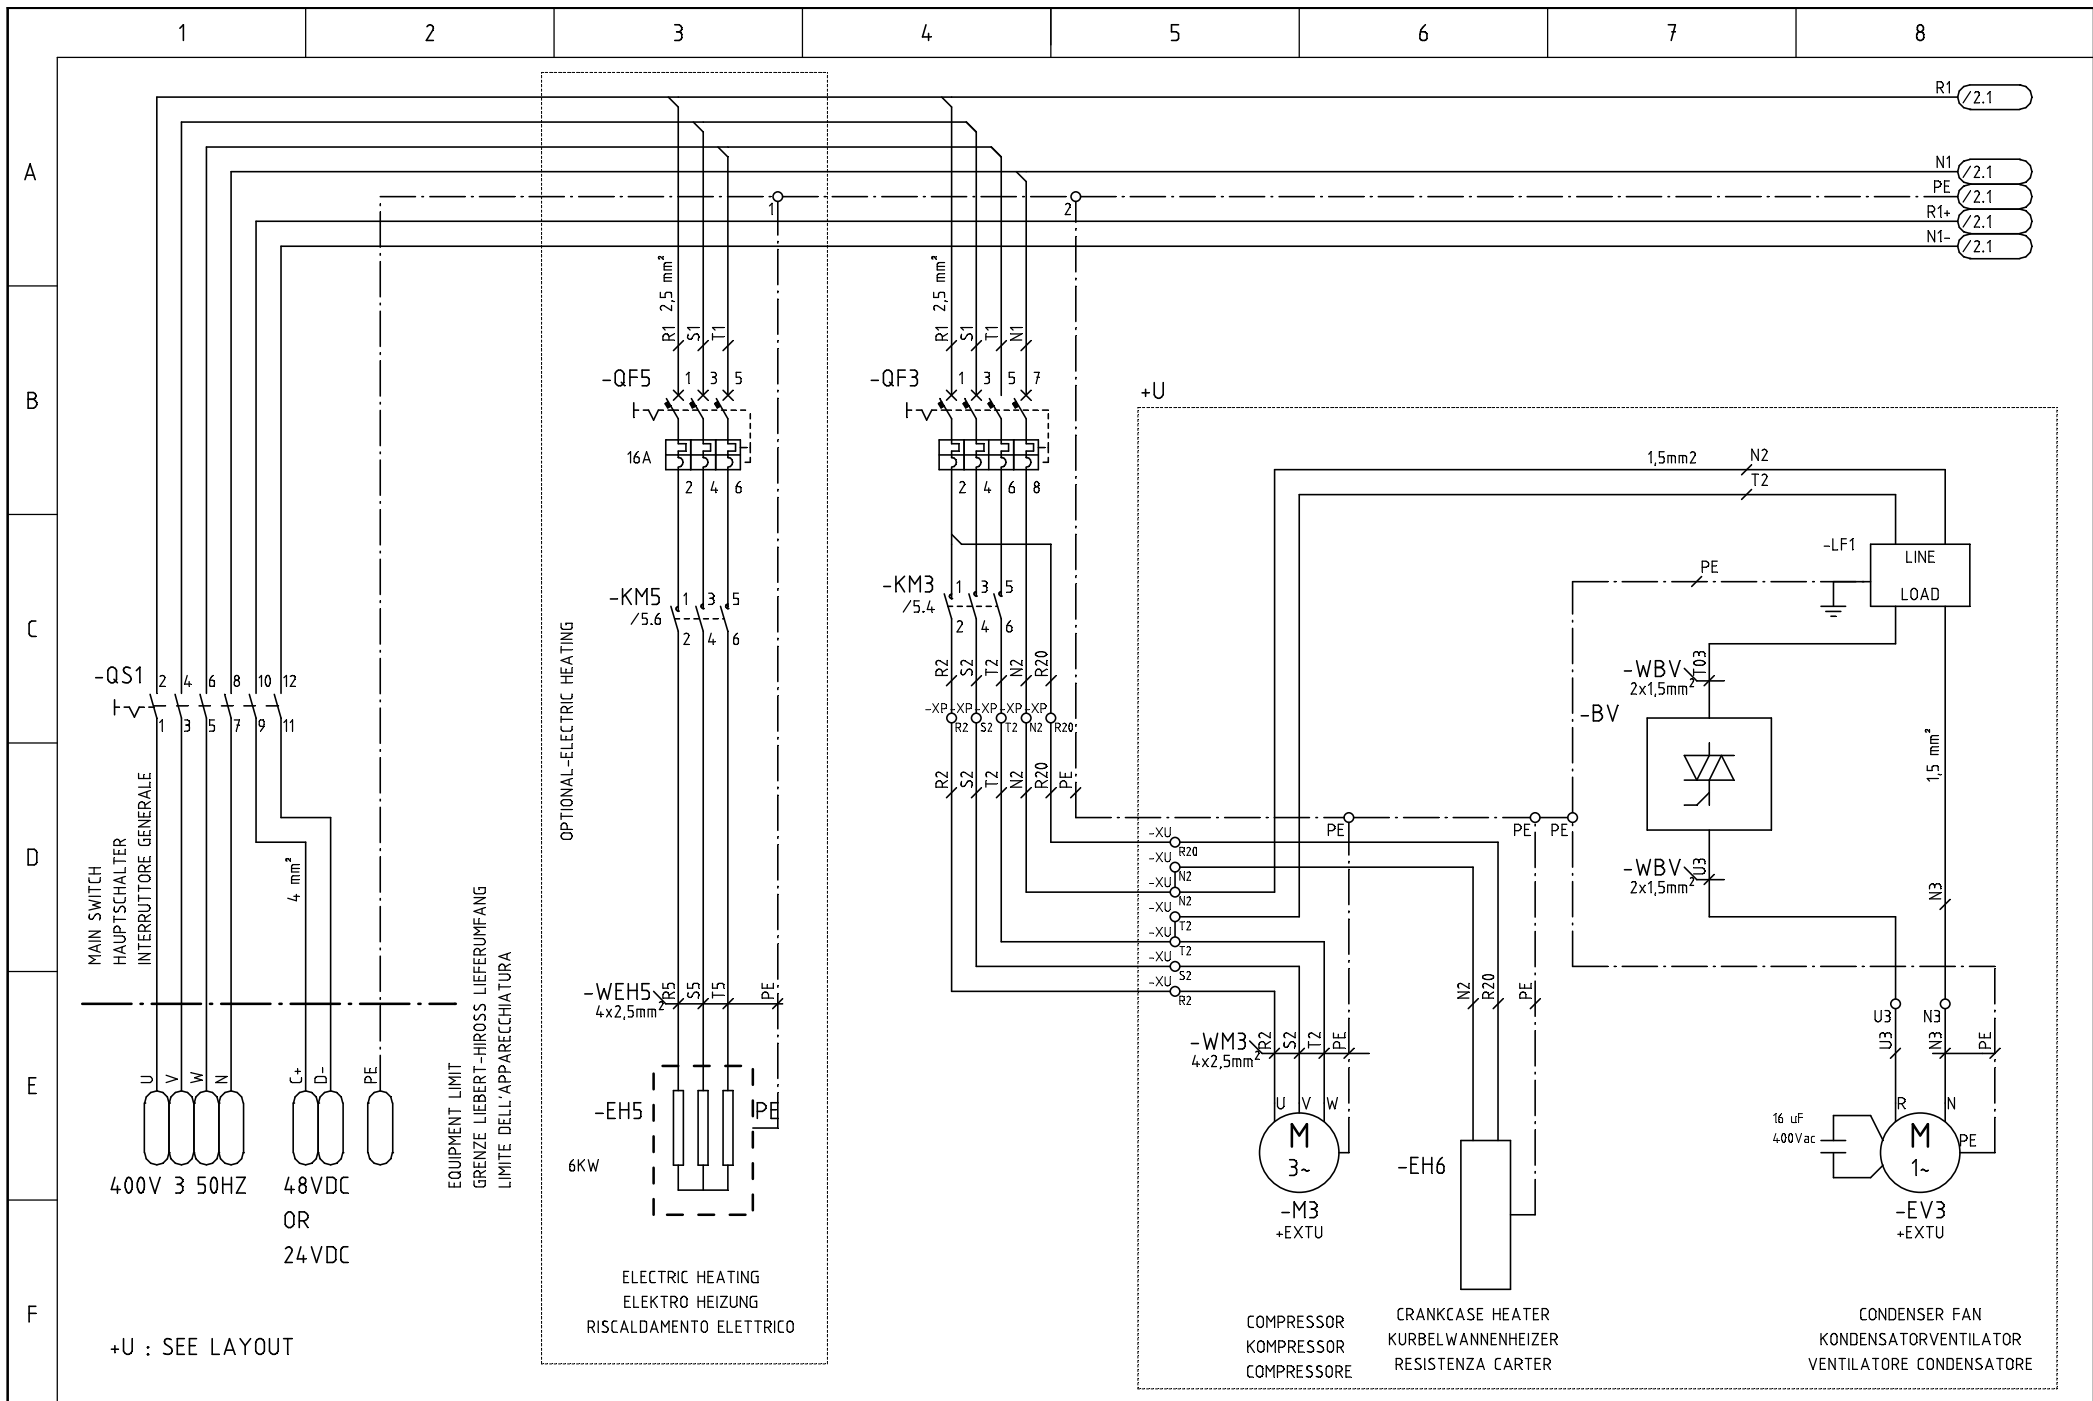 1 2 3 4 5 6 7 8
A
B
C
D
E
F
R1 /2.1
N1 /2.1
PE /2.1
R1+ /2.1
N1- /2.1
1
2
2,5 mm²
R1 S1 T1
-QF5 1 3 5
16A
2 4 6
-KM5 1 3 5
/5.6
2 4 6
OPTIONAL-ELECTRIC HEATING
-WEH5 R5 S5 T5 PE
4x2,5mm²
-EH5 PE
6KW
ELECTRIC HEATING
ELEKTRO HEIZUNG
RISCALDAMENTO ELETTRICO
2,5 mm²
R1 S1 T1 N1
-QF3 1 3 5 7
2 4 6 8
-KM3 1 3 5
/5.4
2 4 6
R2 S2 T2 N2 R20
-XP -XP -XP -XP -XP
R2 S2 T2 N2 R20
R2 S2 T2 N2 R20 PE
-QS1 2 4 6 8 10 12
1 3 5 7 9 11
MAIN SWITCH
HAUPTSCHALTER
INTERRUTTORE GENERALE
4 mm²
EQUIPMENT LIMIT
GRENZE LIEBERT-HIROSS LIEFERUMFANG
LIMITE DELL'APPARECCHIATURA
U V W N C+ D- PE
400V 3 50HZ
48VDC
OR
24VDC
+U : SEE LAYOUT
+U
1,5mm2 N2
T2
-LF1
LINE
LOAD
PE
-WBV T03
2x1,5mm²
-BV
-WBV U3
2x1,5mm²
1,5 mm²
N3
PE PE PE
-XU R20
-XU N2
-XU N2
-XU T2
-XU T2
-XU S2
-XU R2
-WM3 R2 S2 T2 PE
4x2,5mm²
U V W
M
3~
-M3
+EXTU
COMPRESSOR
KOMPRESSOR
COMPRESSORE
N2 R20 PE
-EH6
CRANKCASE HEATER
KURBELWANNENHEIZER
RESISTENZA CARTER
U3 N3
U3 N3 PE
R N
16 uF
400Vac
M
1~
PE
-EV3
+EXTU
CONDENSER FAN
KONDENSATORVENTILATOR
VENTILATORE CONDENSATORE